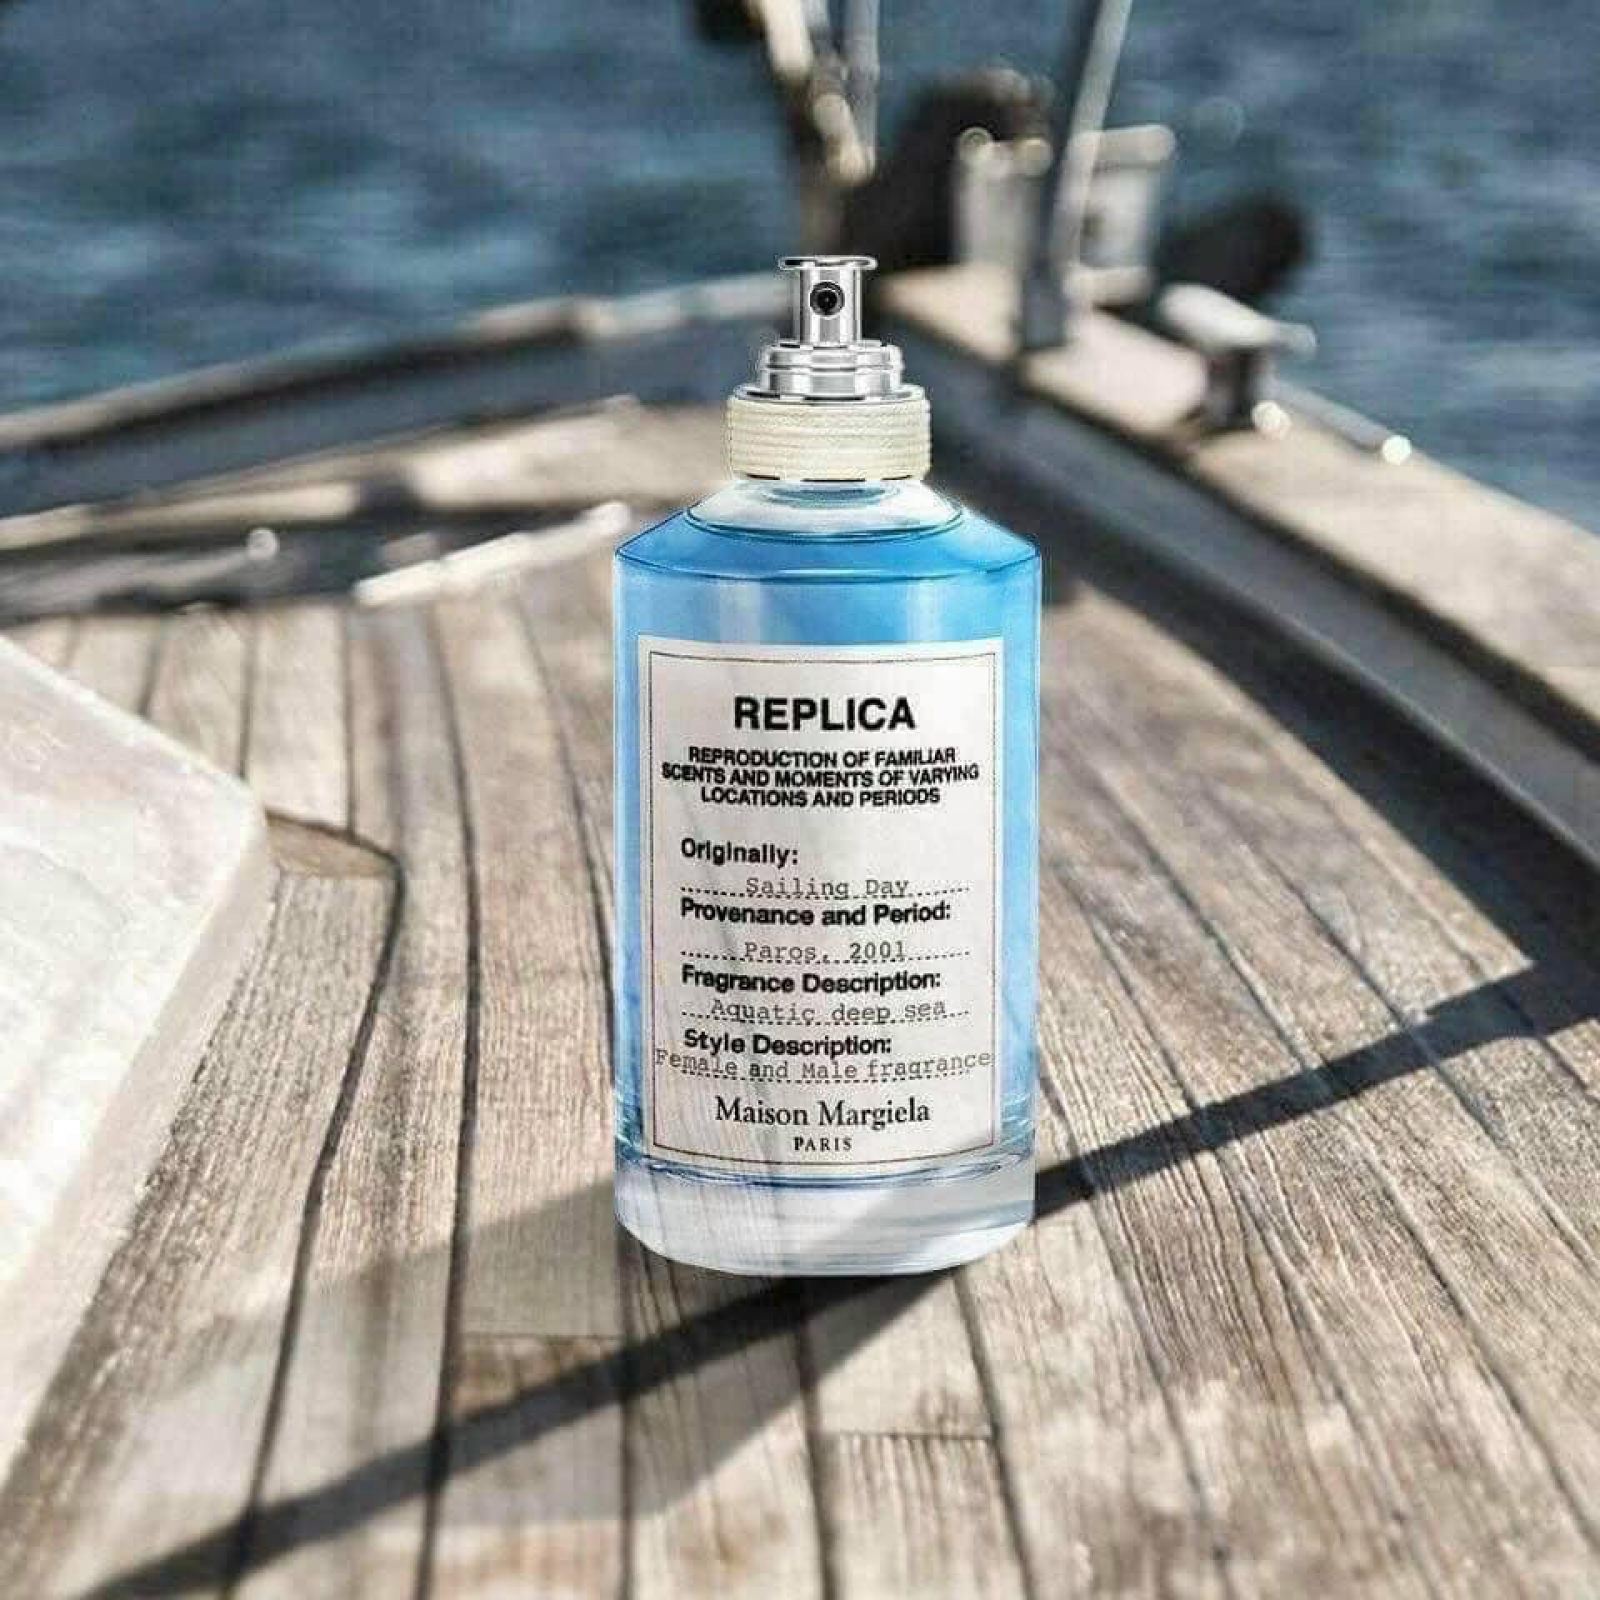 REPLICA
REPRODUCTION OF FAMILIAR
SCENTS AND MOMENTS OF VARYING
LOCATIONS AND PERIODS
Originally:
Sailing Day
Provenance and Period:
Paros, 2001
Fragrance Description:
Aquatic deep sea
Style Description:
Female and Male fragrance
Maison Margiela
PARIS